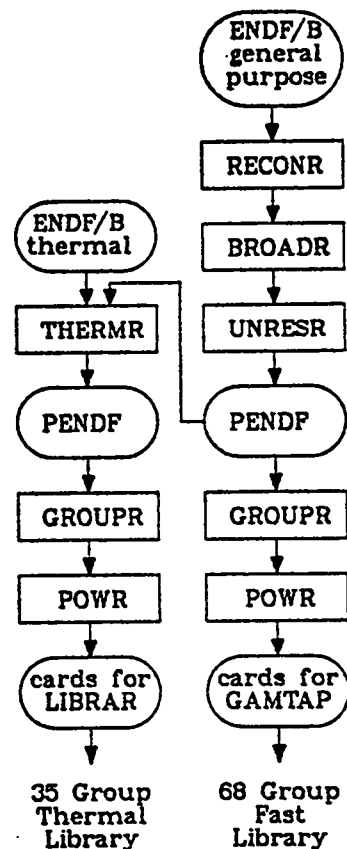 ENDF/B
general
purpose
RECONR
ENDF/B
thermal
BROADR
THERMR
UNRESR
PENDF
PENDF
GROUPR
GROUPR
POWR
POWR
cards for
LIBRAR
cards for
GAMTAP
35 Group
Thermal
Library
68 Group
Fast
Library